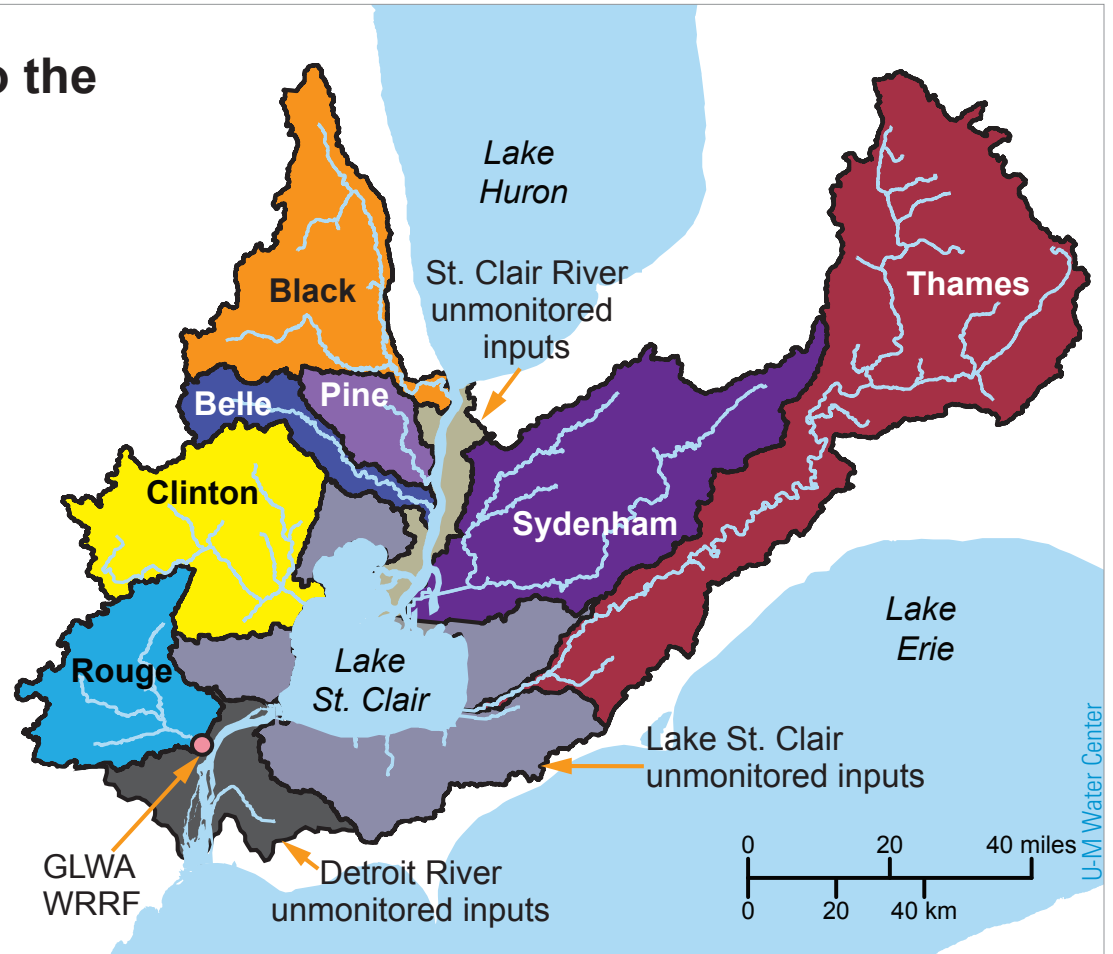 o the
Lake
Huron
St. Clair River
unmonitored
inputs
Black
Thames
Belle
Pine
Clinton
Sydenham
Lake
Erie
Rouge
Lake
St. Clair
Lake St. Clair
unmonitored inputs
GLWA
WRRF
Detroit River
unmonitored inputs
0 20 40 miles
0 20 40 km
U-M Water Center